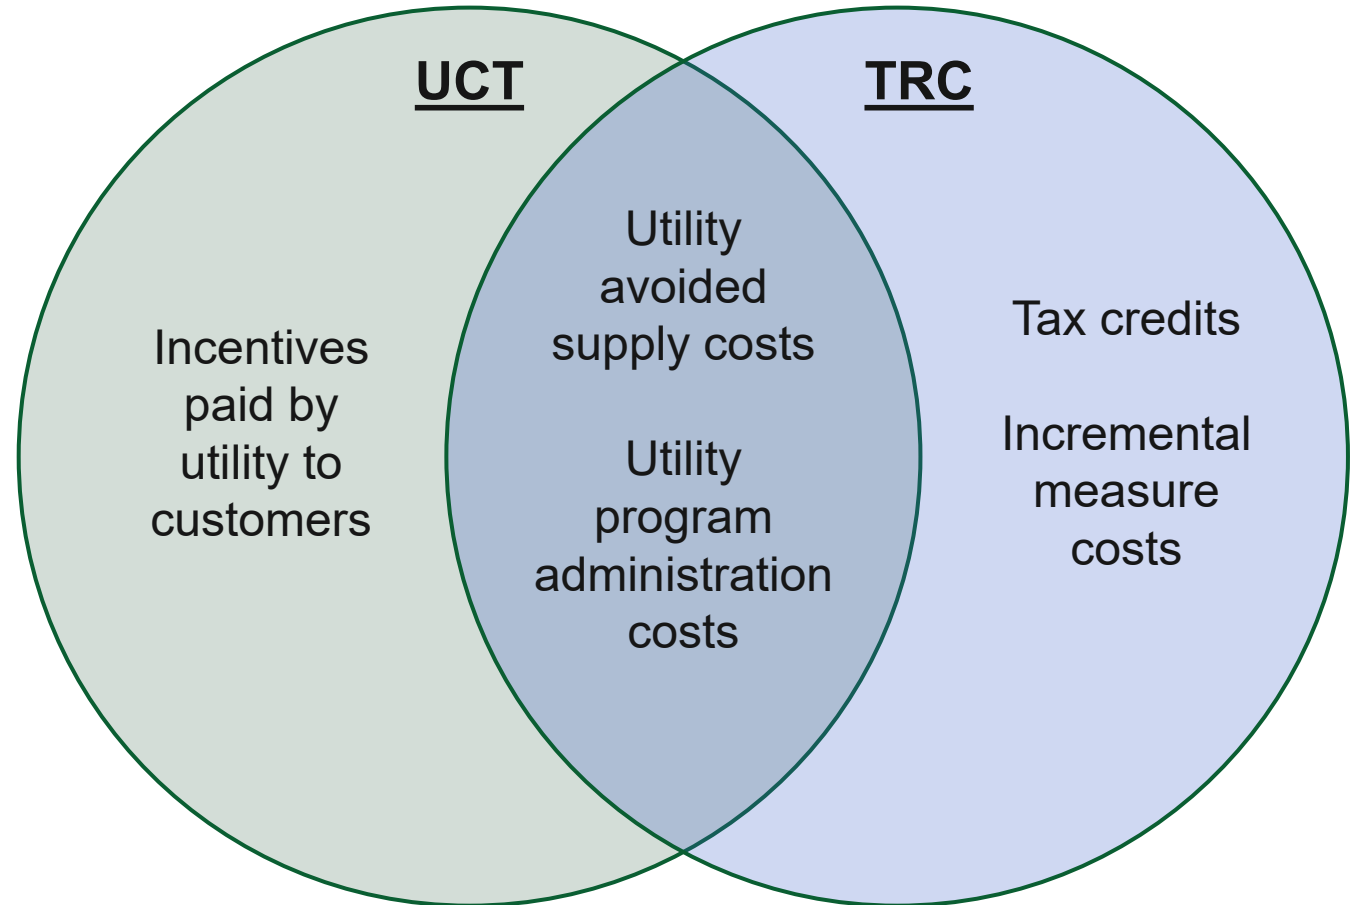 UCT
TRC
Incentives
paid by
utility to
customers
Utility
avoided
supply costs
Utility
program
administration
costs
Tax credits
Incremental
measure
costs